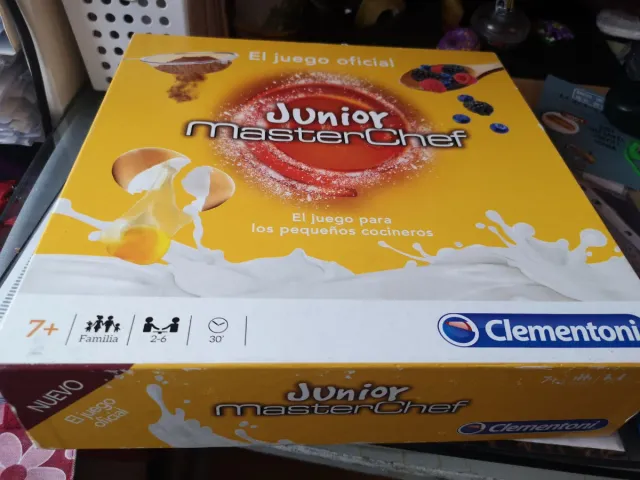 El juego oficial
Junior
masterChef
El juego para
los pequeños cocineros
7+
Familia
2-6
30'
Clementoni
NUEVO
El juego
oficial
Junior
masterChef
Clementoni